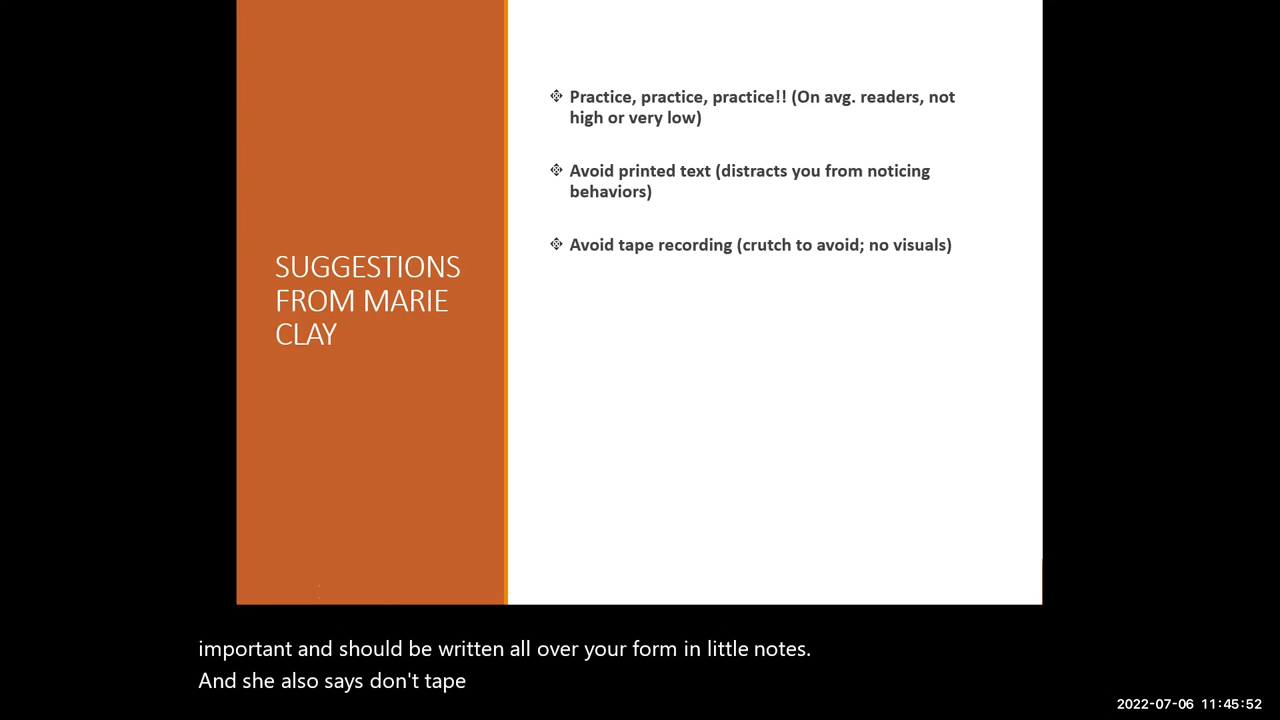 SUGGESTIONS
FROM MARIE
CLAY
Practice, practice, practice!! (On avg. readers, not
high or very low)
Avoid printed text (distracts you from noticing
behaviors)
Avoid tape recording (crutch to avoid; no visuals)
important and should be written all over your form in little notes.
And she also says don't tape
2022-07-06 11:45:52